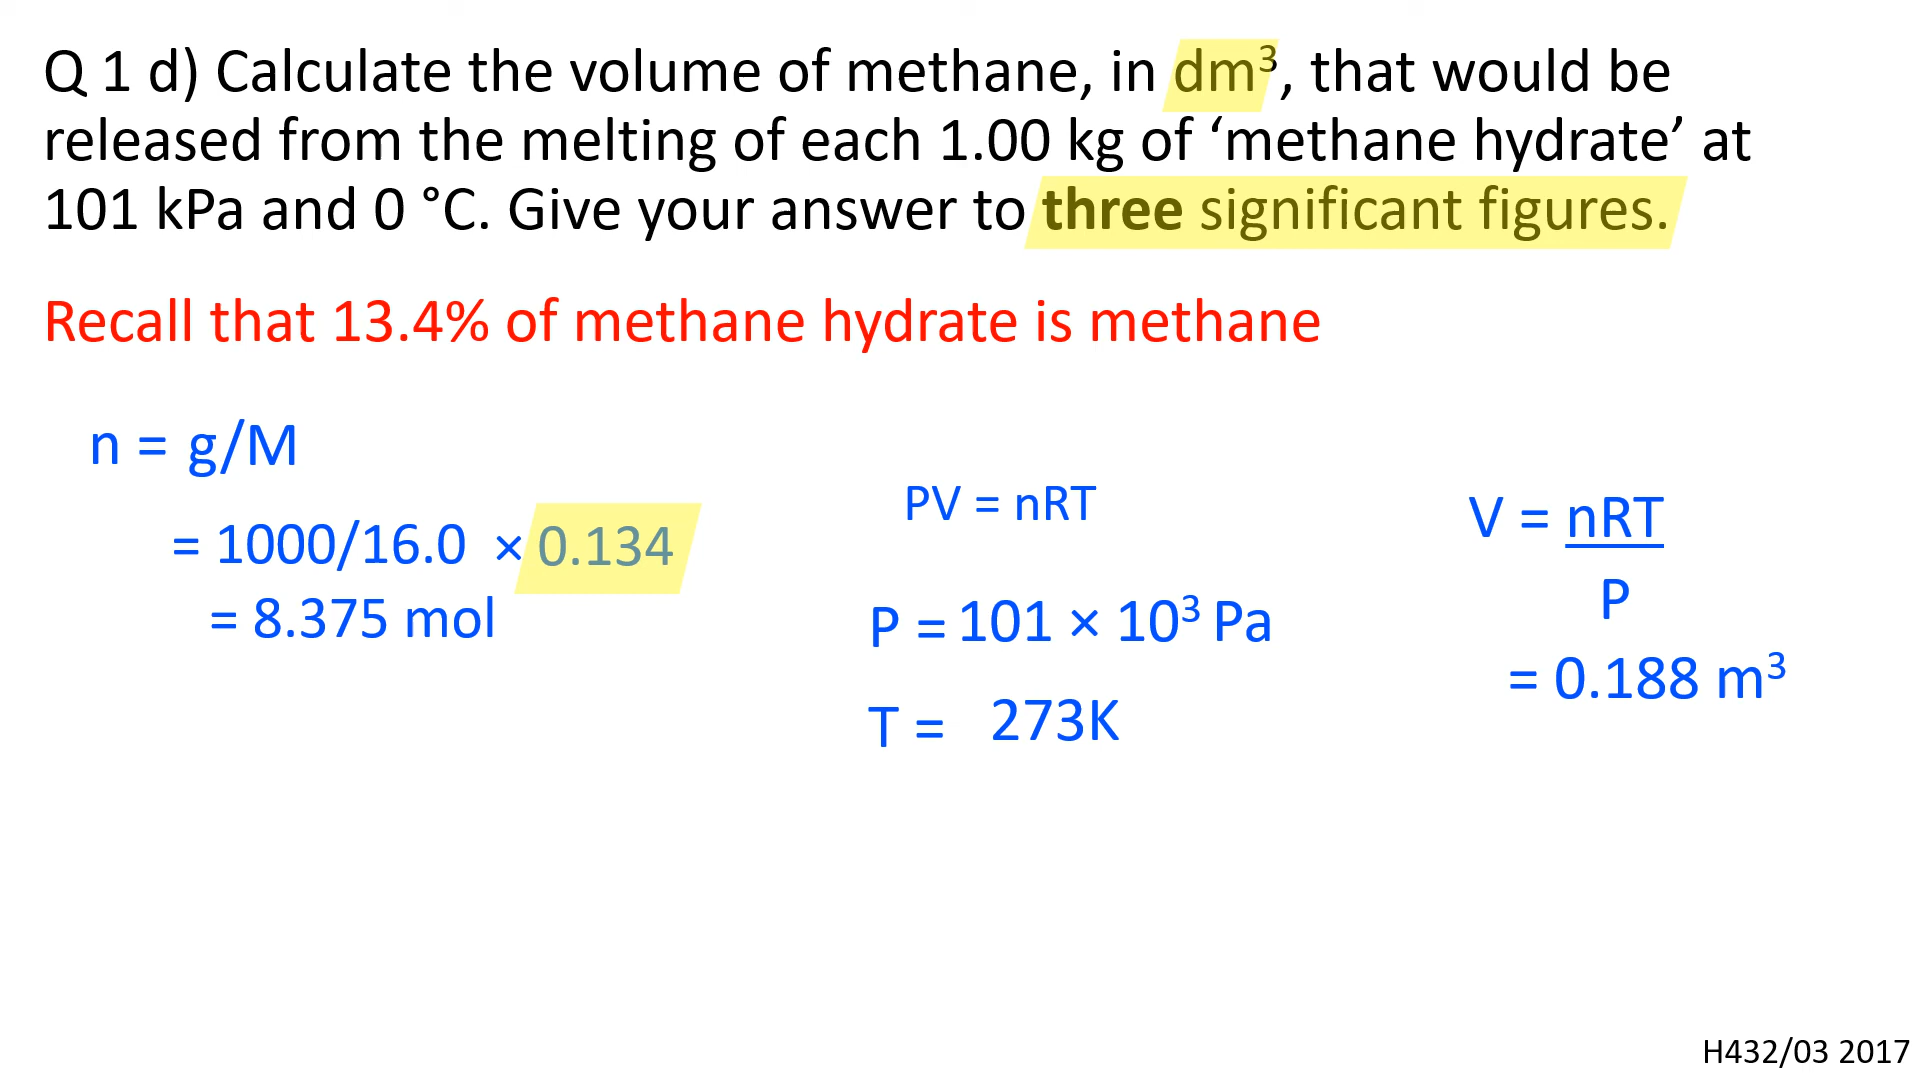 Q 1 d) Calculate the volume of methane, in dm³, that would be
released from the melting of each 1.00 kg of ‘methane hydrate’ at
101 kPa and 0 °C. Give your answer to three significant figures.
Recall that 13.4% of methane hydrate is methane
n = g/M
= 1000/16.0 × 0.134
= 8.375 mol
PV = nRT
P = 101 × 10³ Pa
T = 273K
V = nRT
P
= 0.188 m³
H432/03 2017